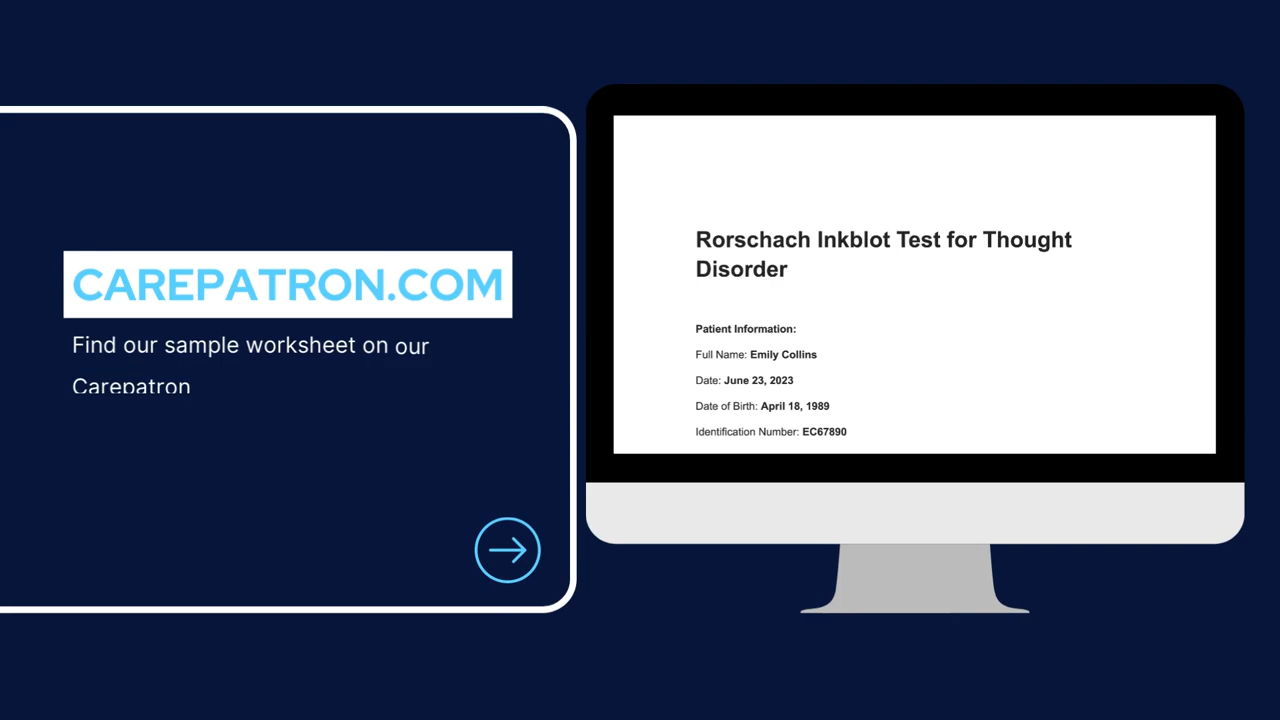 CAREPATRON.COM
Find our sample worksheet on our
Carepatron
Rorschach Inkblot Test for Thought
Disorder
Patient Information:
Full Name: Emily Collins
Date: June 23, 2023
Date of Birth: April 18, 1989
Identification Number: EC67890